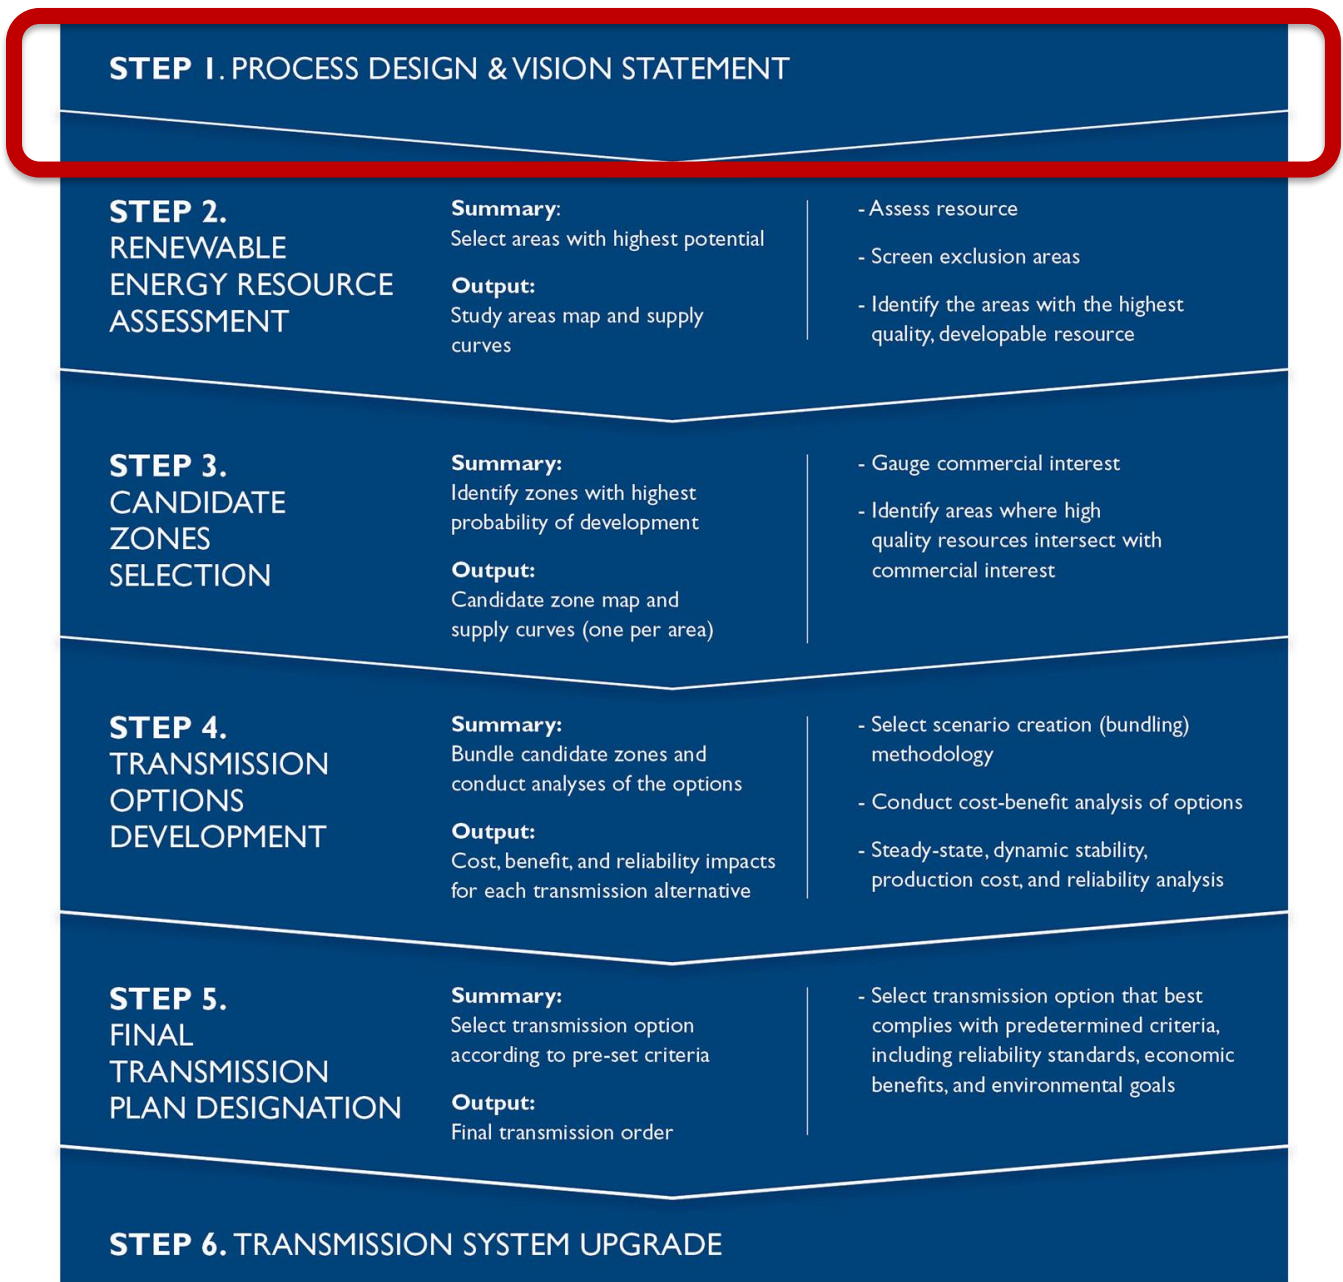 STEP 1. PROCESS DESIGN & VISION STATEMENT
STEP 2.
RENEWABLE
ENERGY RESOURCE
ASSESSMENT
Summary:
Select areas with highest potential
Output:
Study areas map and supply
curves
- Assess resource
- Screen exclusion areas
- Identify the areas with the highest
quality, developable resource
STEP 3.
CANDIDATE
ZONES
SELECTION
Summary:
Identify zones with highest
probability of development
Output:
Candidate zone map and
supply curves (one per area)
- Gauge commercial interest
- Identify areas where high
quality resources intersect with
commercial interest
STEP 4.
TRANSMISSION
OPTIONS
DEVELOPMENT
Summary:
Bundle candidate zones and
conduct analyses of the options
Output:
Cost, benefit, and reliability impacts
for each transmission alternative
- Select scenario creation (bundling)
methodology
- Conduct cost-benefit analysis of options
- Steady-state, dynamic stability,
production cost, and reliability analysis
STEP 5.
FINAL
TRANSMISSION
PLAN DESIGNATION
Summary:
Select transmission option
according to pre-set criteria
Output:
Final transmission order
- Select transmission option that best
complies with predetermined criteria,
including reliability standards, economic
benefits, and environmental goals
STEP 6. TRANSMISSION SYSTEM UPGRADE